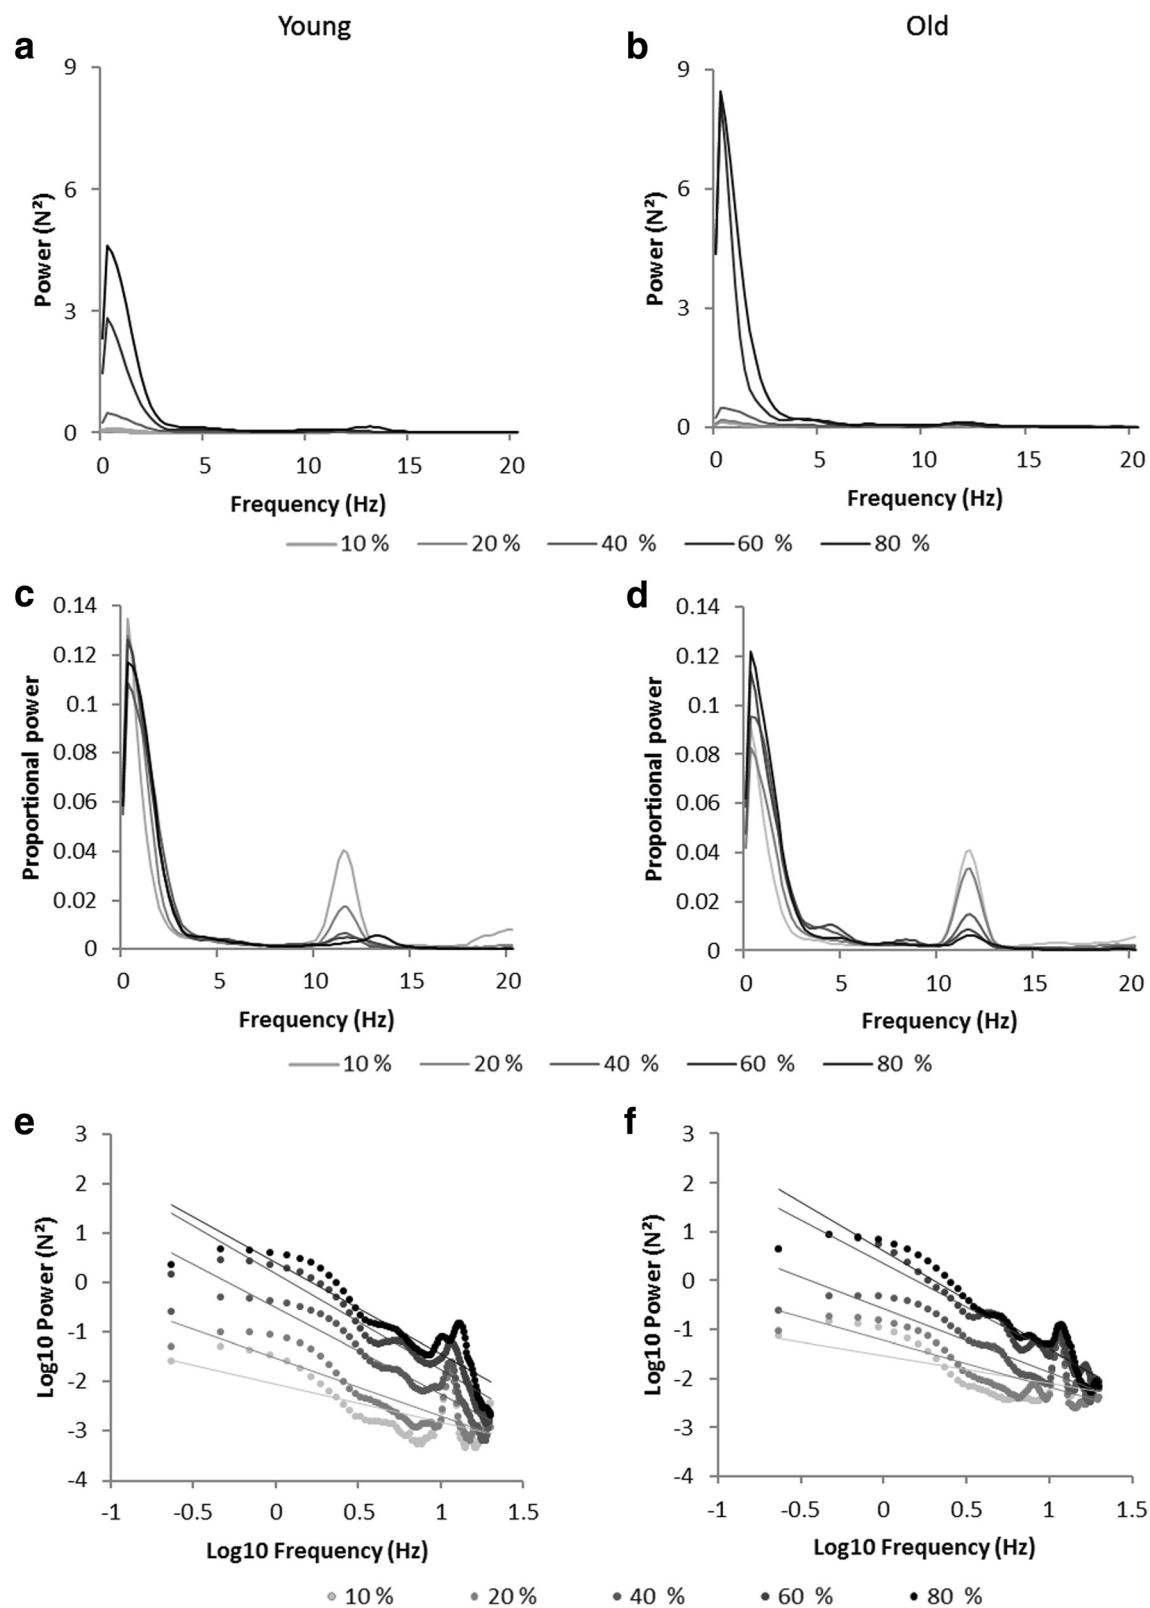 Young
Old
a
b
9
6
3
0
Power (N²)
0 5 10 15 20
Frequency (Hz)
9
6
3
0
Power (N²)
0 5 10 15 20
Frequency (Hz)
10 % 20 % 40 % 60 % 80 %
c
d
0.14
0.12
0.1
0.08
0.06
0.04
0.02
0
Proportional power
0 5 10 15 20
Frequency (Hz)
0.14
0.12
0.1
0.08
0.06
0.04
0.02
0
Proportional power
0 5 10 15 20
Frequency (Hz)
10 % 20 % 40 % 60 % 80 %
e
f
3
2
1
0
-1
-2
-3
-4
Log10 Power (N²)
-1 -0.5 0 0.5 1 1.5
Log10 Frequency (Hz)
3
2
1
0
-1
-2
-3
-4
Log10 Power (N²)
-1 -0.5 0 0.5 1 1.5
Log10 Frequency (Hz)
10 % 20 % 40 % 60 % 80 %